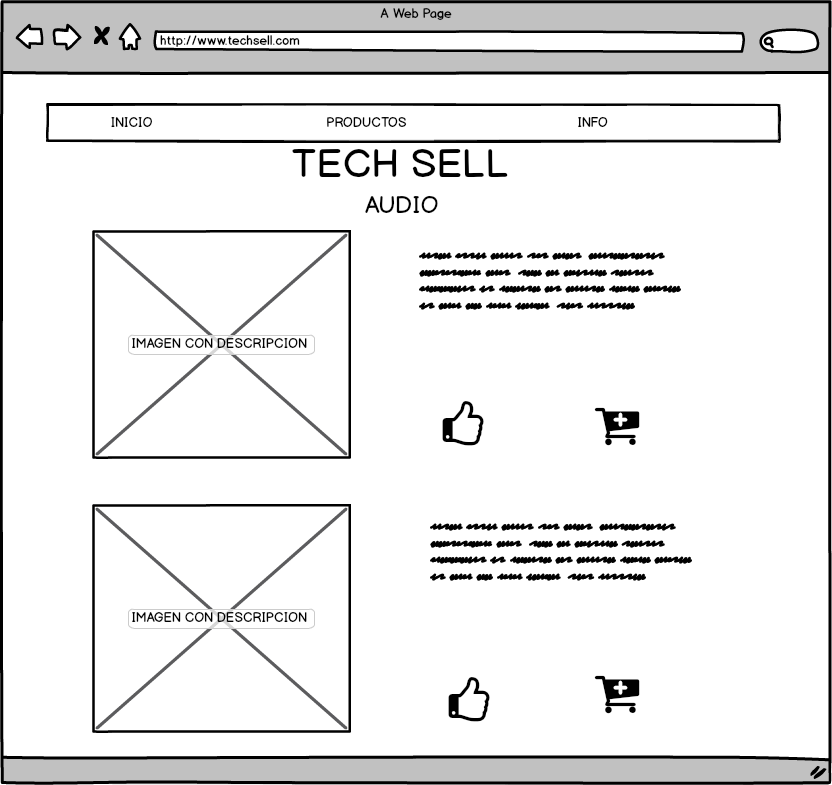 A Web Page
http://www.techsell.com
INICIO PRODUCTOS INFO
TECH SELL
AUDIO
IMAGEN CON DESCRIPCION
IMAGEN CON DESCRIPCION